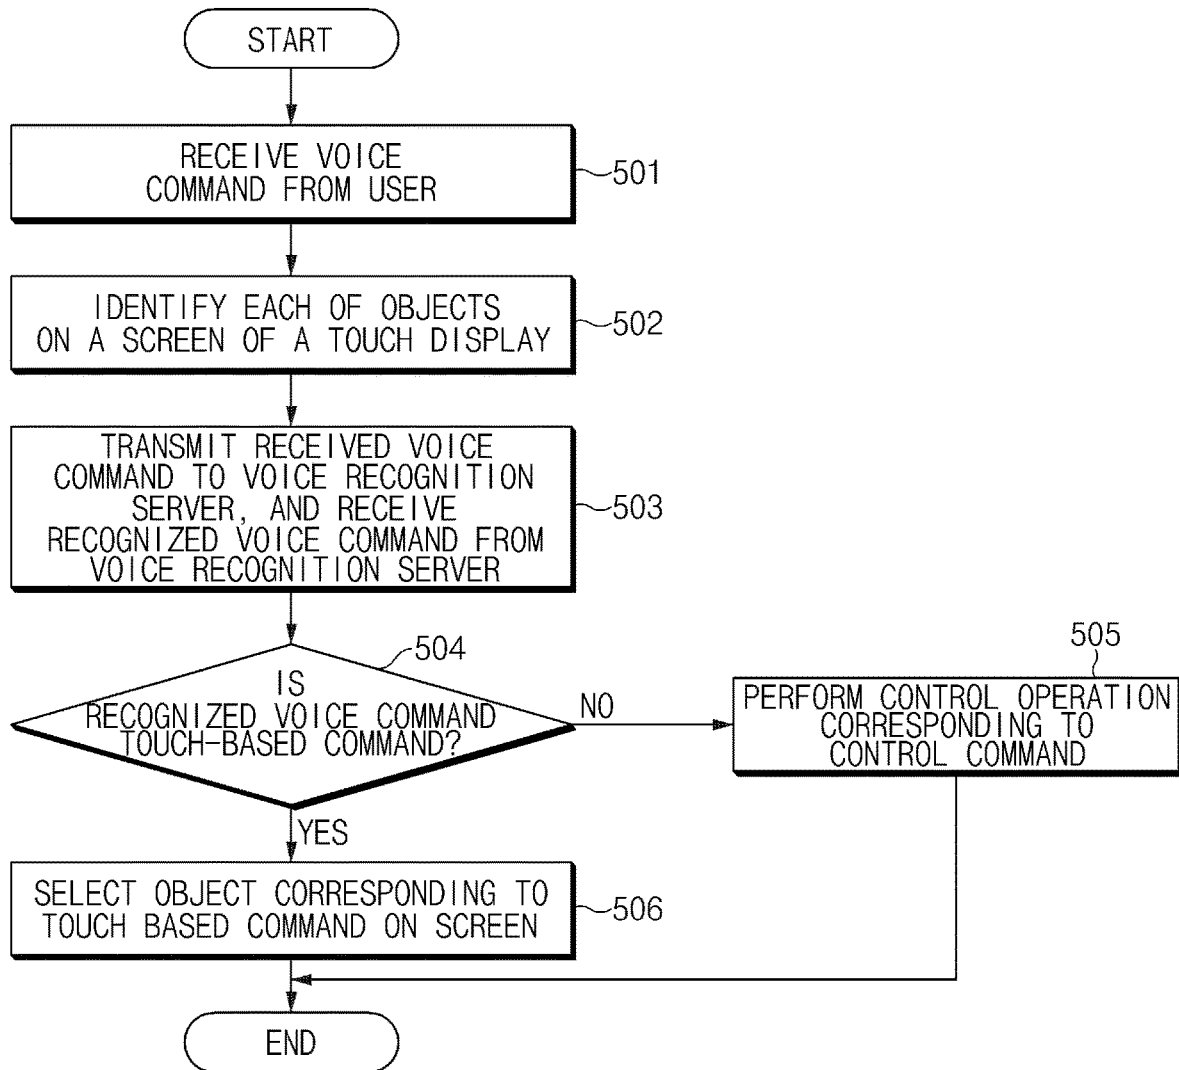 START
RECEIVE VOICE
COMMAND FROM USER
501
IDENTIFY EACH OF OBJECTS
ON A SCREEN OF A TOUCH DISPLAY
502
TRANSMIT RECEIVED VOICE
COMMAND TO VOICE RECOGNITION
SERVER, AND RECEIVE
RECOGNIZED VOICE COMMAND FROM
VOICE RECOGNITION SERVER
503
504
IS
RECOGNIZED VOICE COMMAND
TOUCH-BASED COMMAND?
NO
505
PERFORM CONTROL OPERATION
CORRESPONDING TO
CONTROL COMMAND
YES
SELECT OBJECT CORRESPONDING TO
TOUCH BASED COMMAND ON SCREEN
506
END